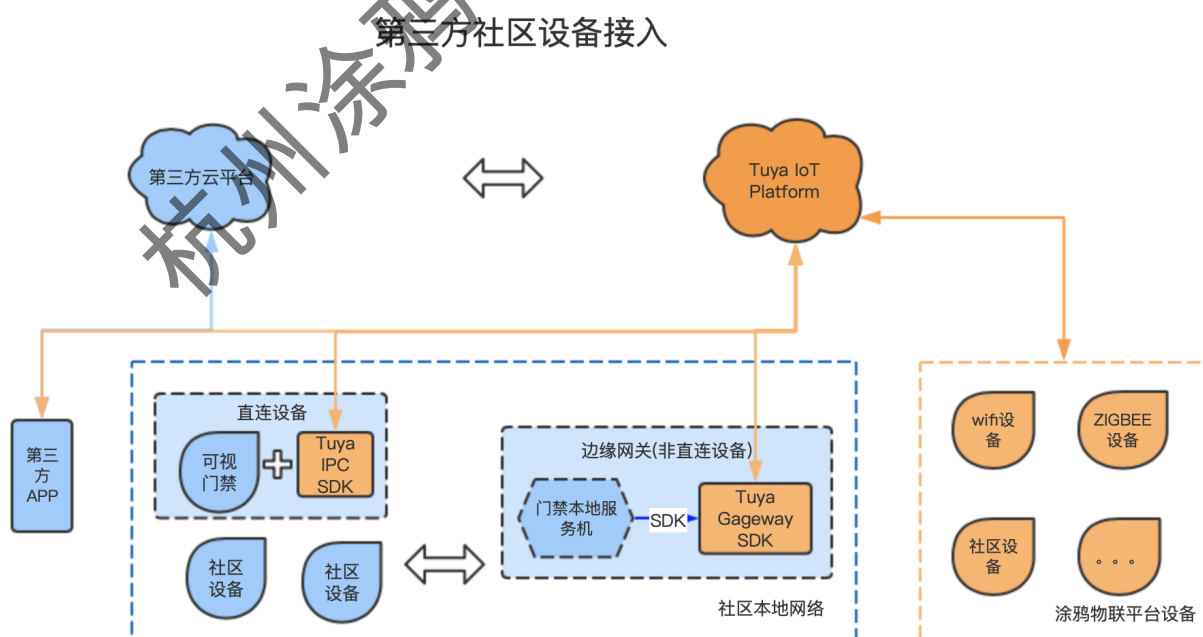 第三方社区设备接入
杭州涂鸦
第三方云平台
Tuya IoT
Platform
直连设备
可视
门禁
Tuya
IPC
SDK
边缘网关(非直连设备)
门禁本地服
务机
SDK
Tuya
Gageway
SDK
第三
方
APP
社区
设备
社区
设备
社区本地网络
wifi设
备
ZIGBEE
设备
社区设
备
。。。
涂鸦物联平台设备